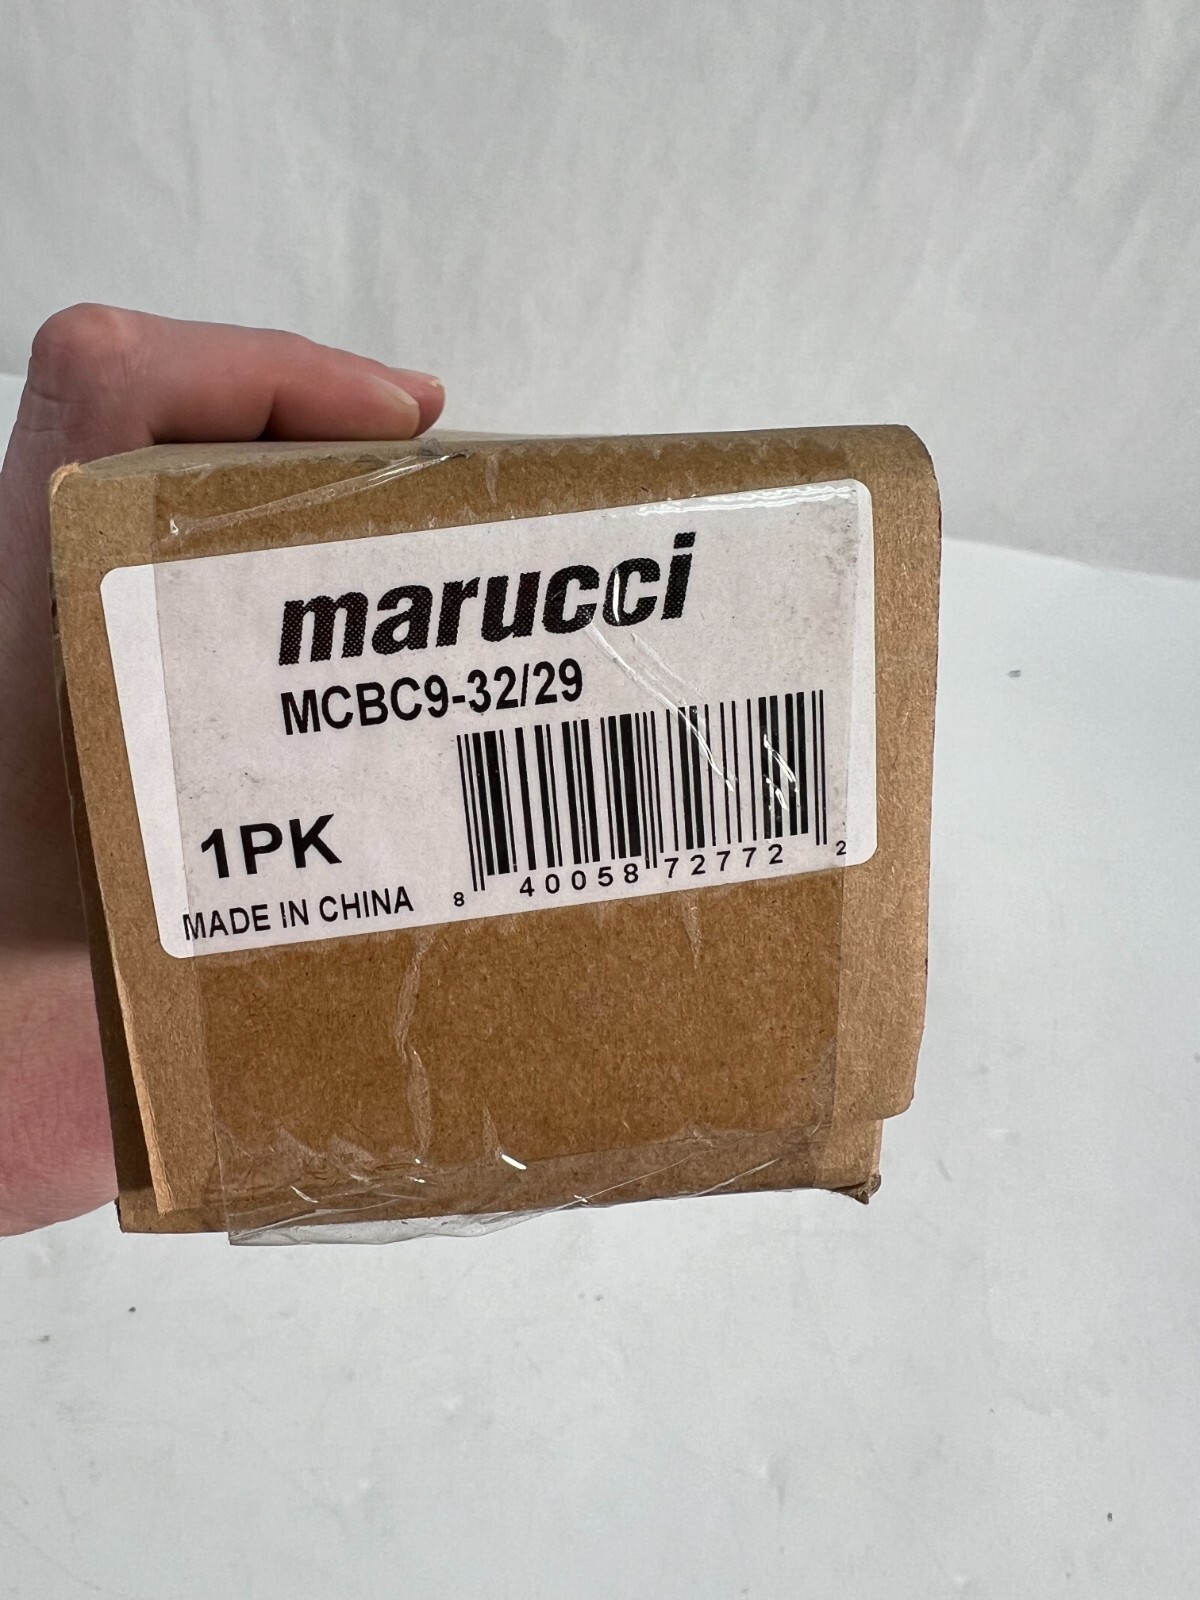 marucci
MCBC9-32/29
1PK
MADE IN CHINA
8 40058 72772 2